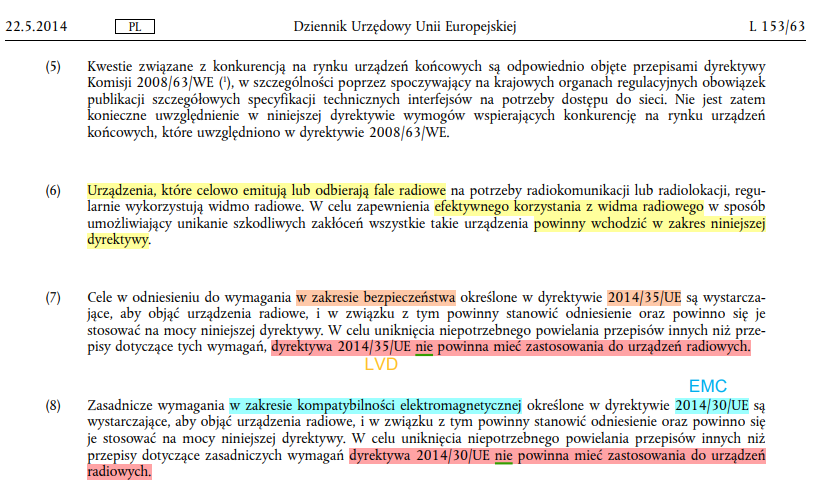 22.5.2014 PL Dziennik Urzędowy Unii Europejskiej L 153/63
(5) Kwestie związane z konkurencją na rynku urządzeń końcowych są odpowiednio objęte przepisami dyrektywy
Komisji 2008/63/WE (¹), w szczególności poprzez spoczywający na krajowych organach regulacyjnych obowiązek
publikacji szczegółowych specyfikacji technicznych interfejsów na potrzeby dostępu do sieci. Nie jest zatem
konieczne uwzględnienie w niniejszej dyrektywie wymogów wspierających konkurencję na rynku urządzeń
końcowych, które uwzględniono w dyrektywie 2008/63/WE.
(6) Urządzenia, które celowo emitują lub odbierają fale radiowe na potrzeby radiokomunikacji lub radiolokacji, regu-
larnie wykorzystują widmo radiowe. W celu zapewnienia efektywnego korzystania z widma radiowego w sposób
umożliwiający unikanie szkodliwych zakłóceń wszystkie takie urządzenia powinny wchodzić w zakres niniejszej
dyrektywy.
(7) Cele w odniesieniu do wymagania w zakresie bezpieczeństwa określone w dyrektywie 2014/35/UE są wystarcza-
jące, aby objąć urządzenia radiowe, i w związku z tym powinny stanowić odniesienie oraz powinno się je
stosować na mocy niniejszej dyrektywy. W celu uniknięcia niepotrzebnego powielania przepisów innych niż prze-
pisy dotyczące tych wymagań, dyrektywa 2014/35/UE nie powinna mieć zastosowania do urządzeń radiowych.
LVD
EMC
(8) Zasadnicze wymagania w zakresie kompatybilności elektromagnetycznej określone w dyrektywie 2014/30/UE są
wystarczające, aby objąć urządzenia radiowe, i w związku z tym powinny stanowić odniesienie oraz powinno się
je stosować na mocy niniejszej dyrektywy. W celu uniknięcia niepotrzebnego powielania przepisów innych niż
przepisy dotyczące zasadniczych wymagań dyrektywa 2014/30/UE nie powinna mieć zastosowania do urządzeń
radiowych.